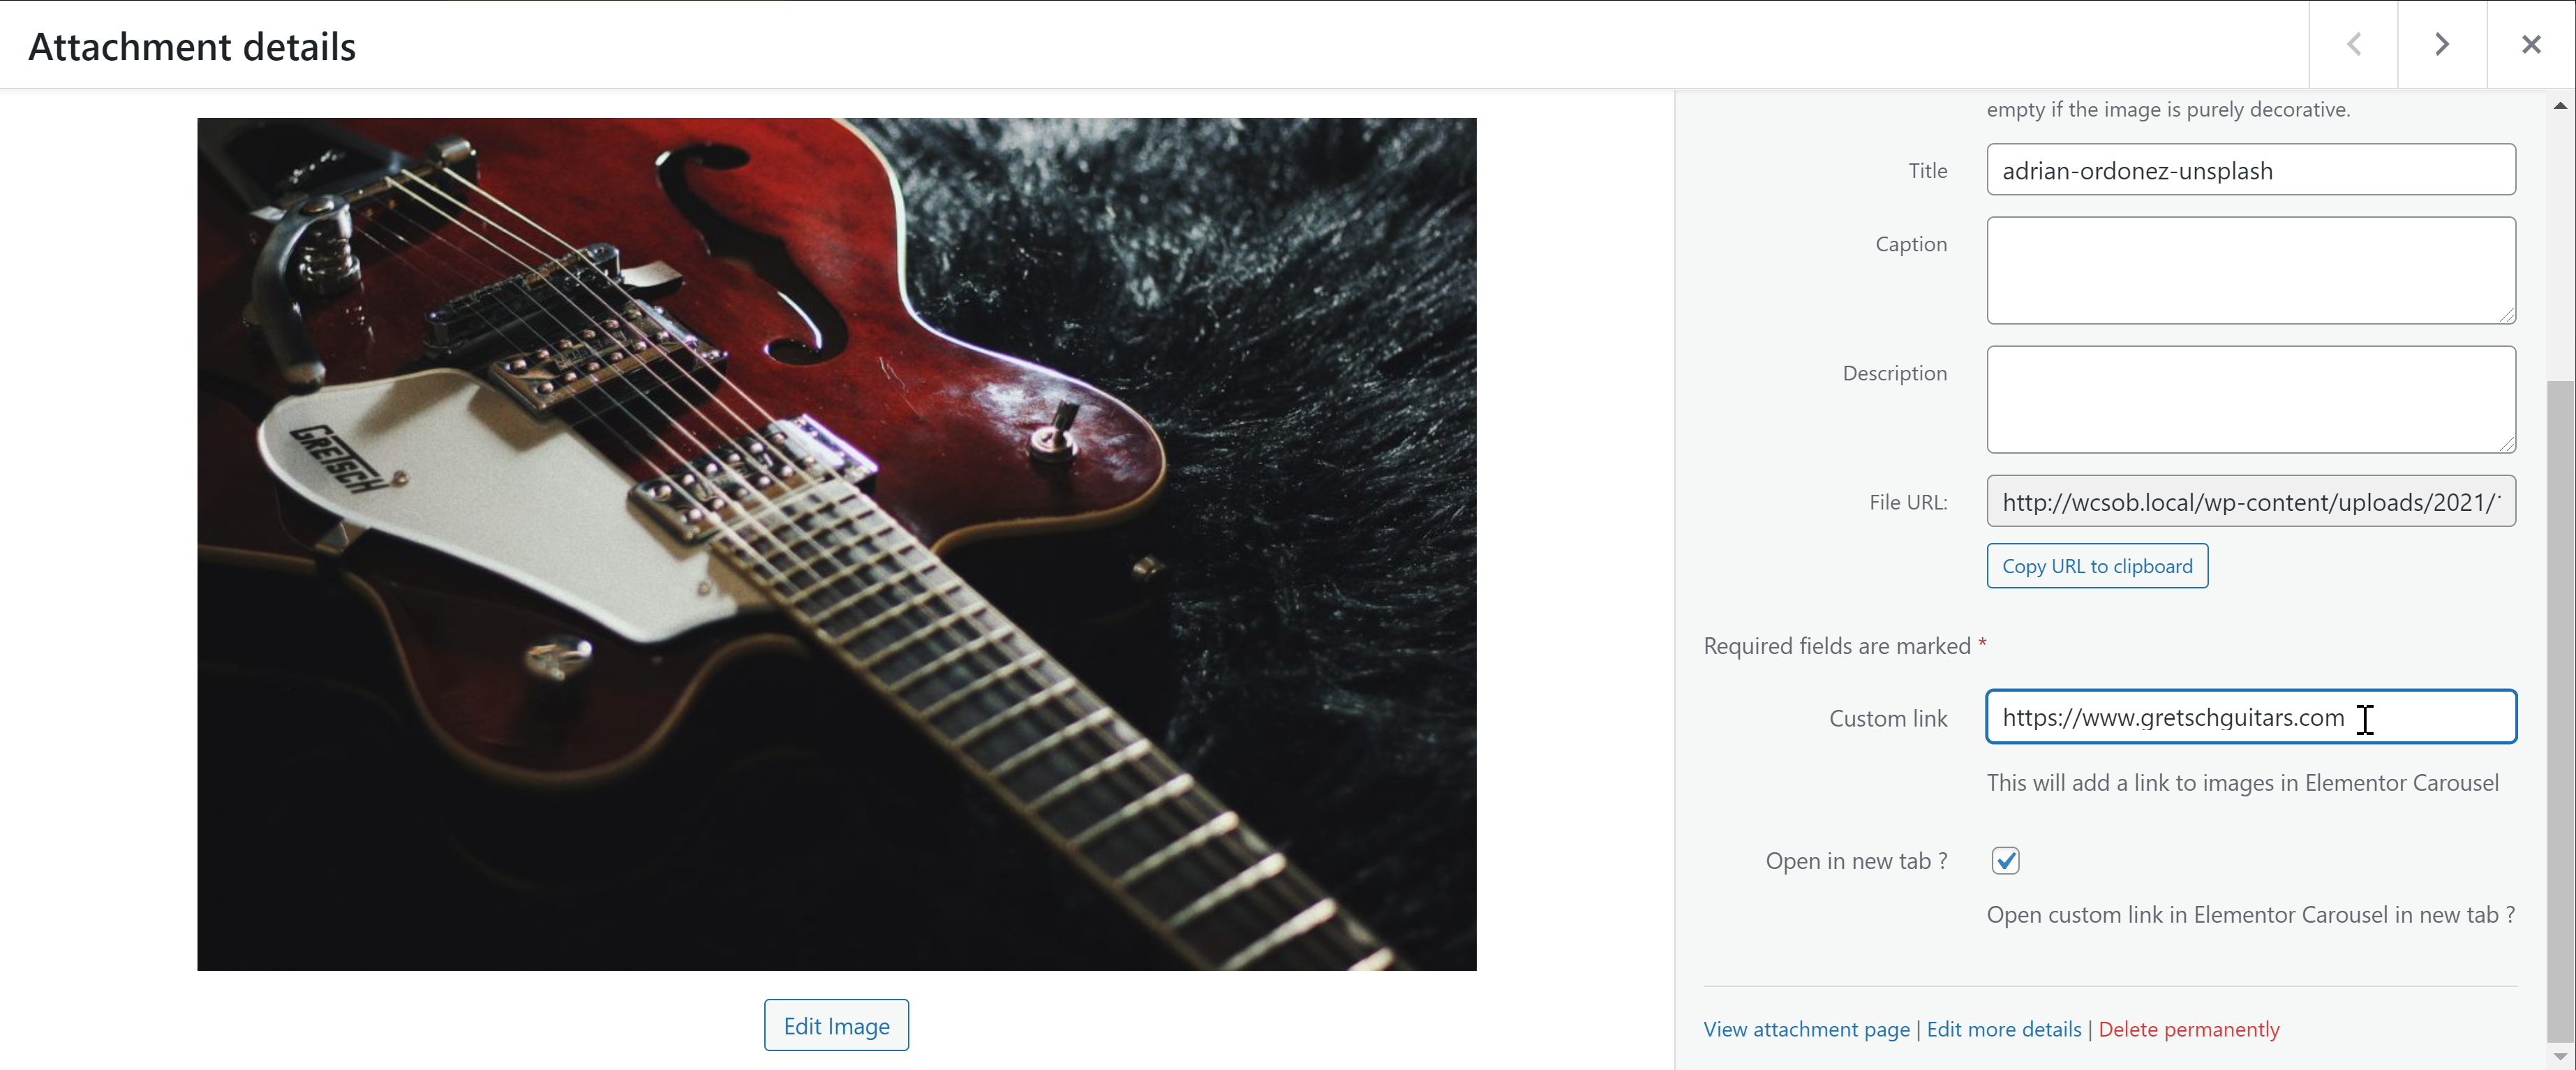 Attachment details
empty if the image is purely decorative.
Title
adrian-ordonez-unsplash
Caption
Description
File URL:
http://wcsob.local/wp-content/uploads/2021/
Copy URL to clipboard
Required fields are marked *
Custom link
https://www.gretschguitars.com
This will add a link to images in Elementor Carousel
Open in new tab ?
Open custom link in Elementor Carousel in new tab ?
View attachment page | Edit more details | Delete permanently
GRETSCH
Edit Image